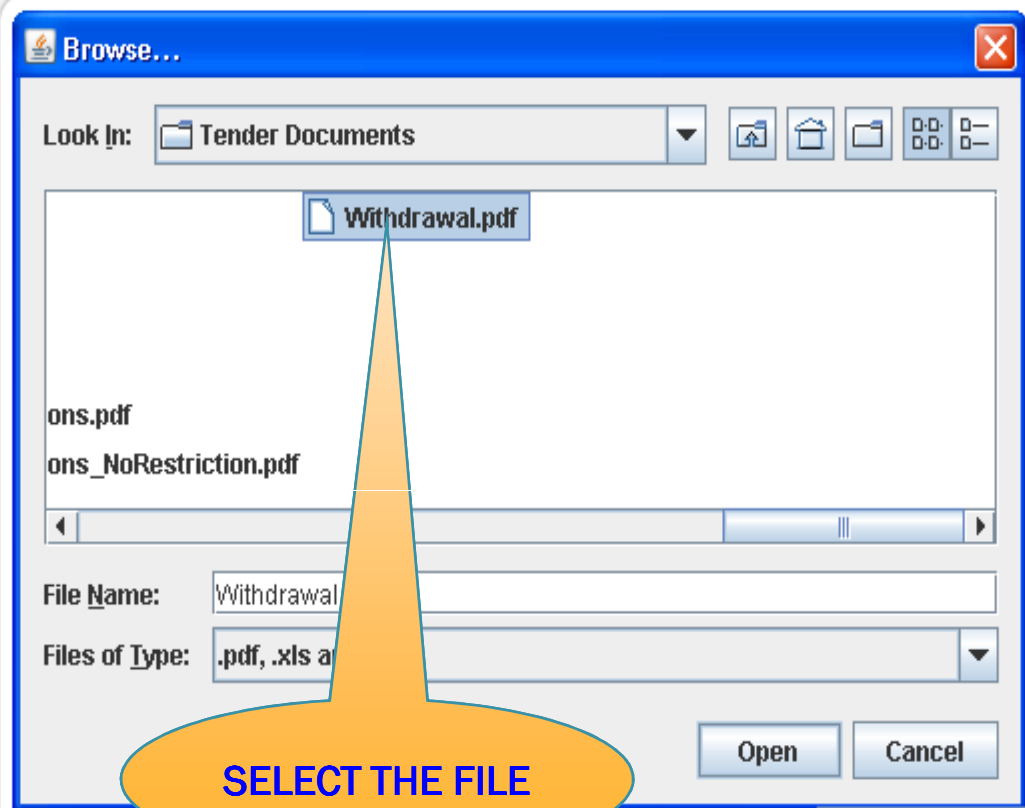 Browse...
Look In: Tender Documents
Withdrawal.pdf
ons.pdf
ons_NoRestriction.pdf
File Name: Withdrawal
Files of Type: .pdf, .xls
Open Cancel
SELECT THE FILE